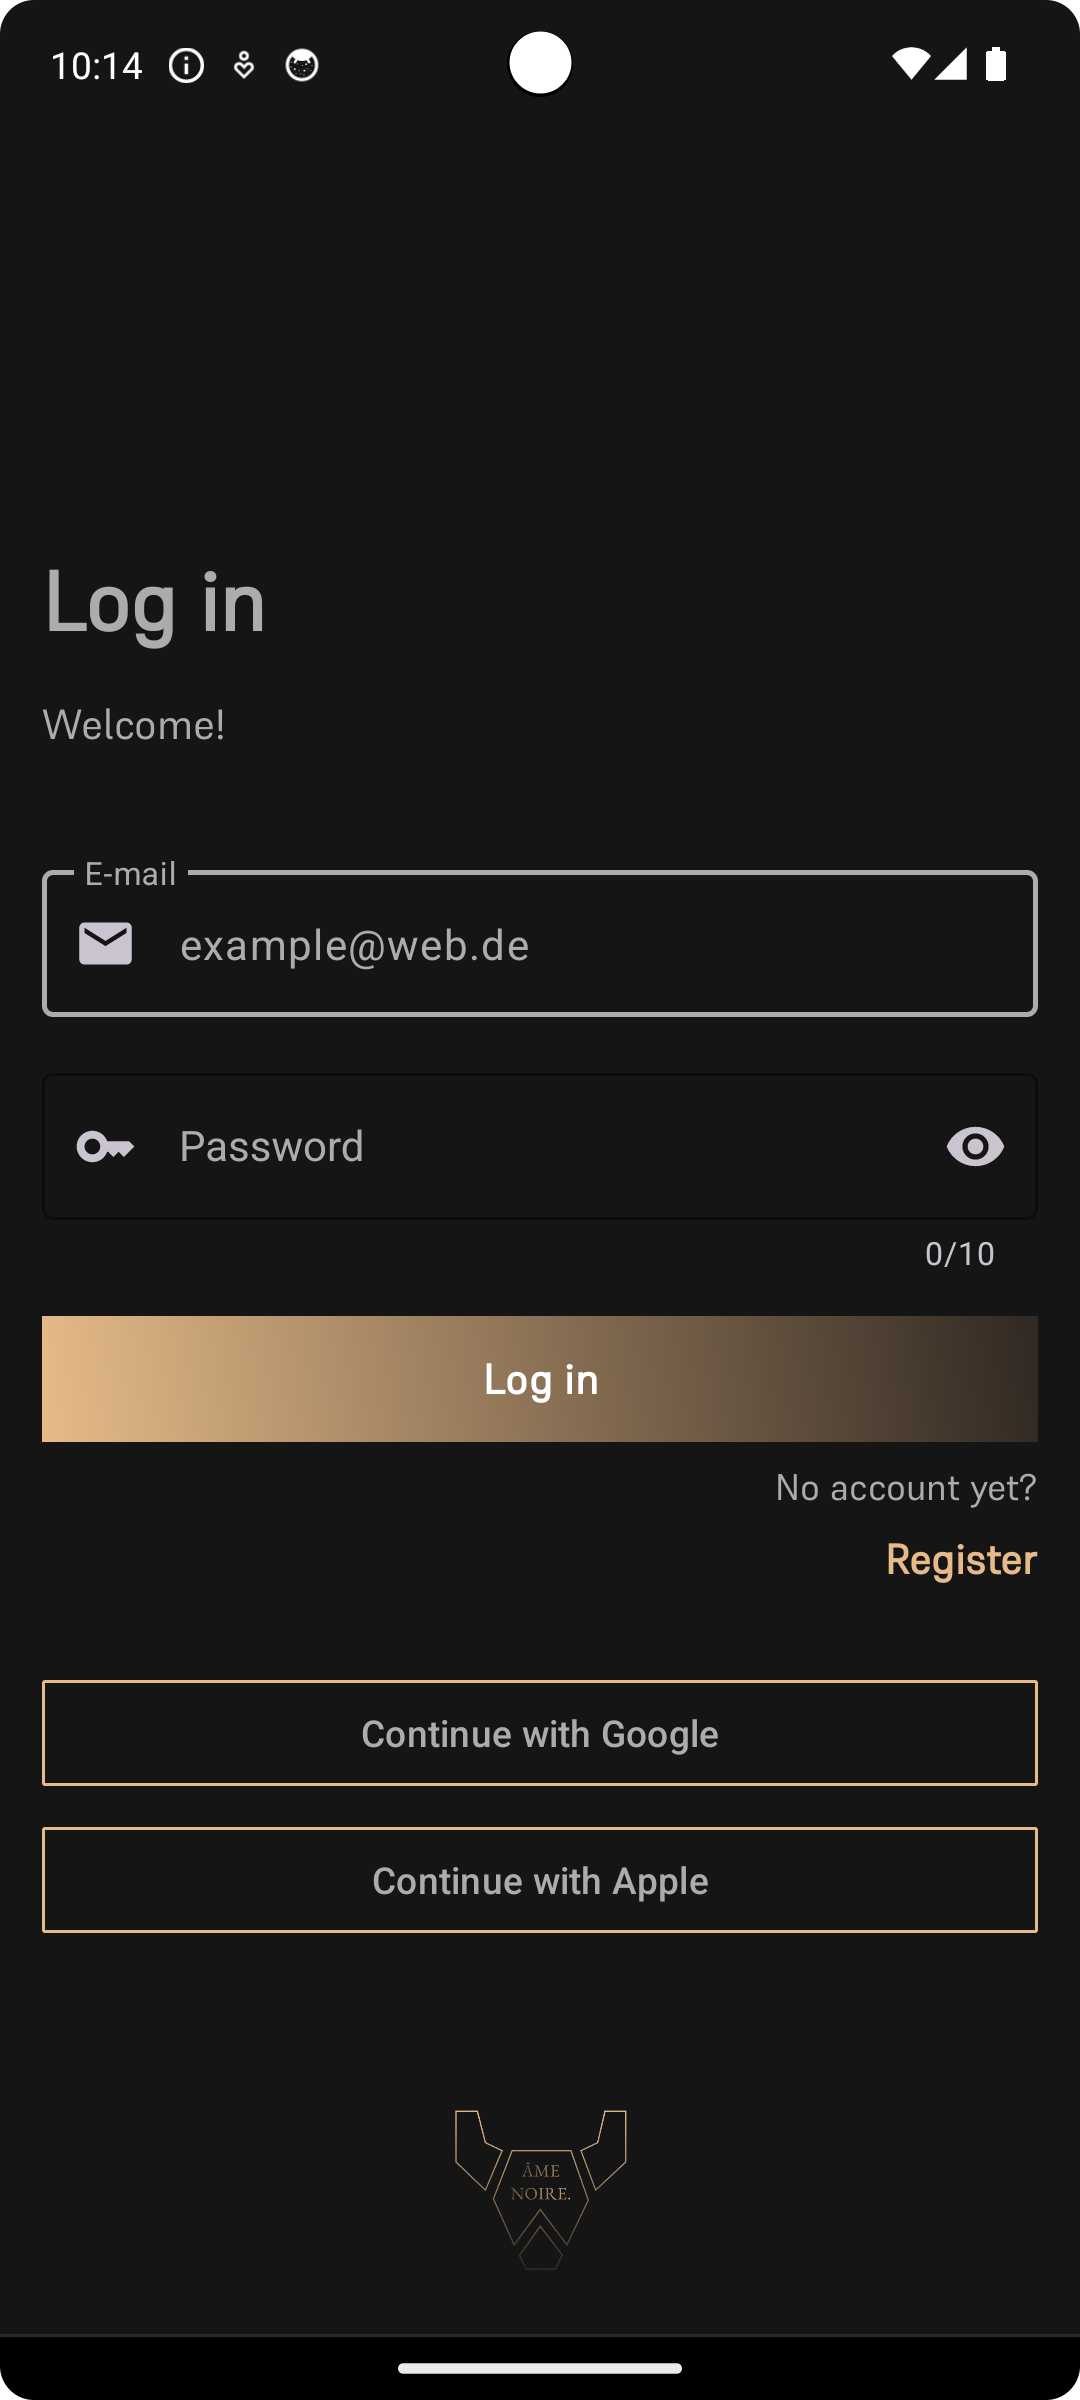 10:14
Log in
Welcome!
E-mail
example@web.de
Password
0/10
Log in
No account yet?
Register
Continue with Google
Continue with Apple
ÂME
NOIRE.